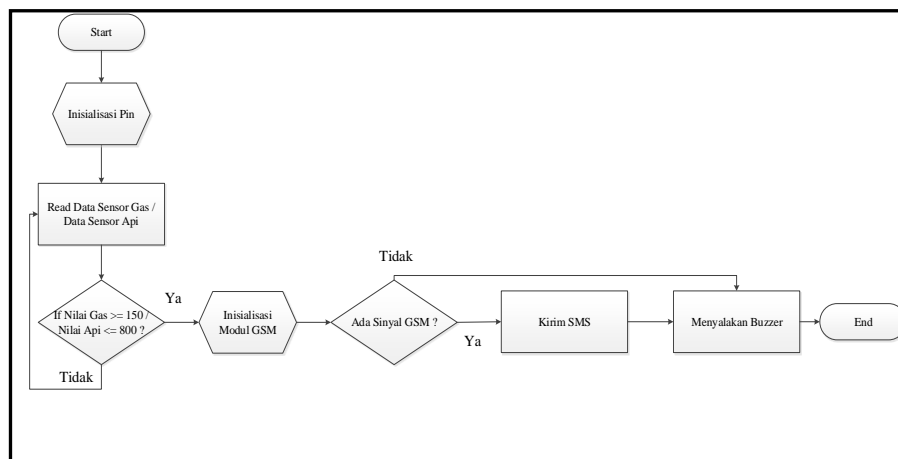 Start
Inisialisasi Pin
Read Data Sensor Gas /
Data Sensor Api
If Nilai Gas >= 150 /
Nilai Api <= 800 ?
Ya
Tidak
Inisialisasi
Modul GSM
Ada Sinyal GSM ?
Tidak
Ya
Kirim SMS
Menyalakan Buzzer
End